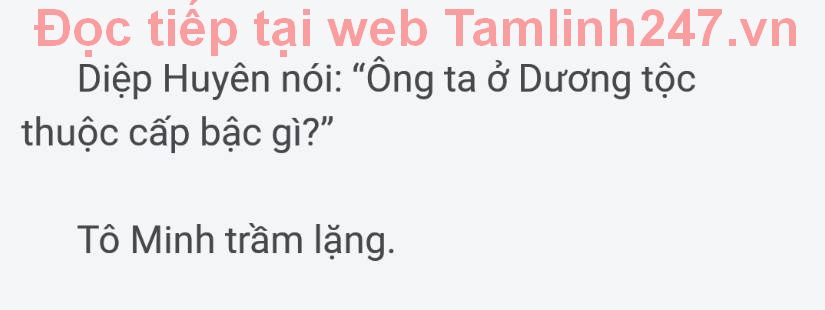 Đọc tiếp tại web Tamlinh247.vn
Diệp Huyên nói: “Ông ta ở Dương tộc
thuộc cấp bậc gì?”
Tô Minh trầm lặng.